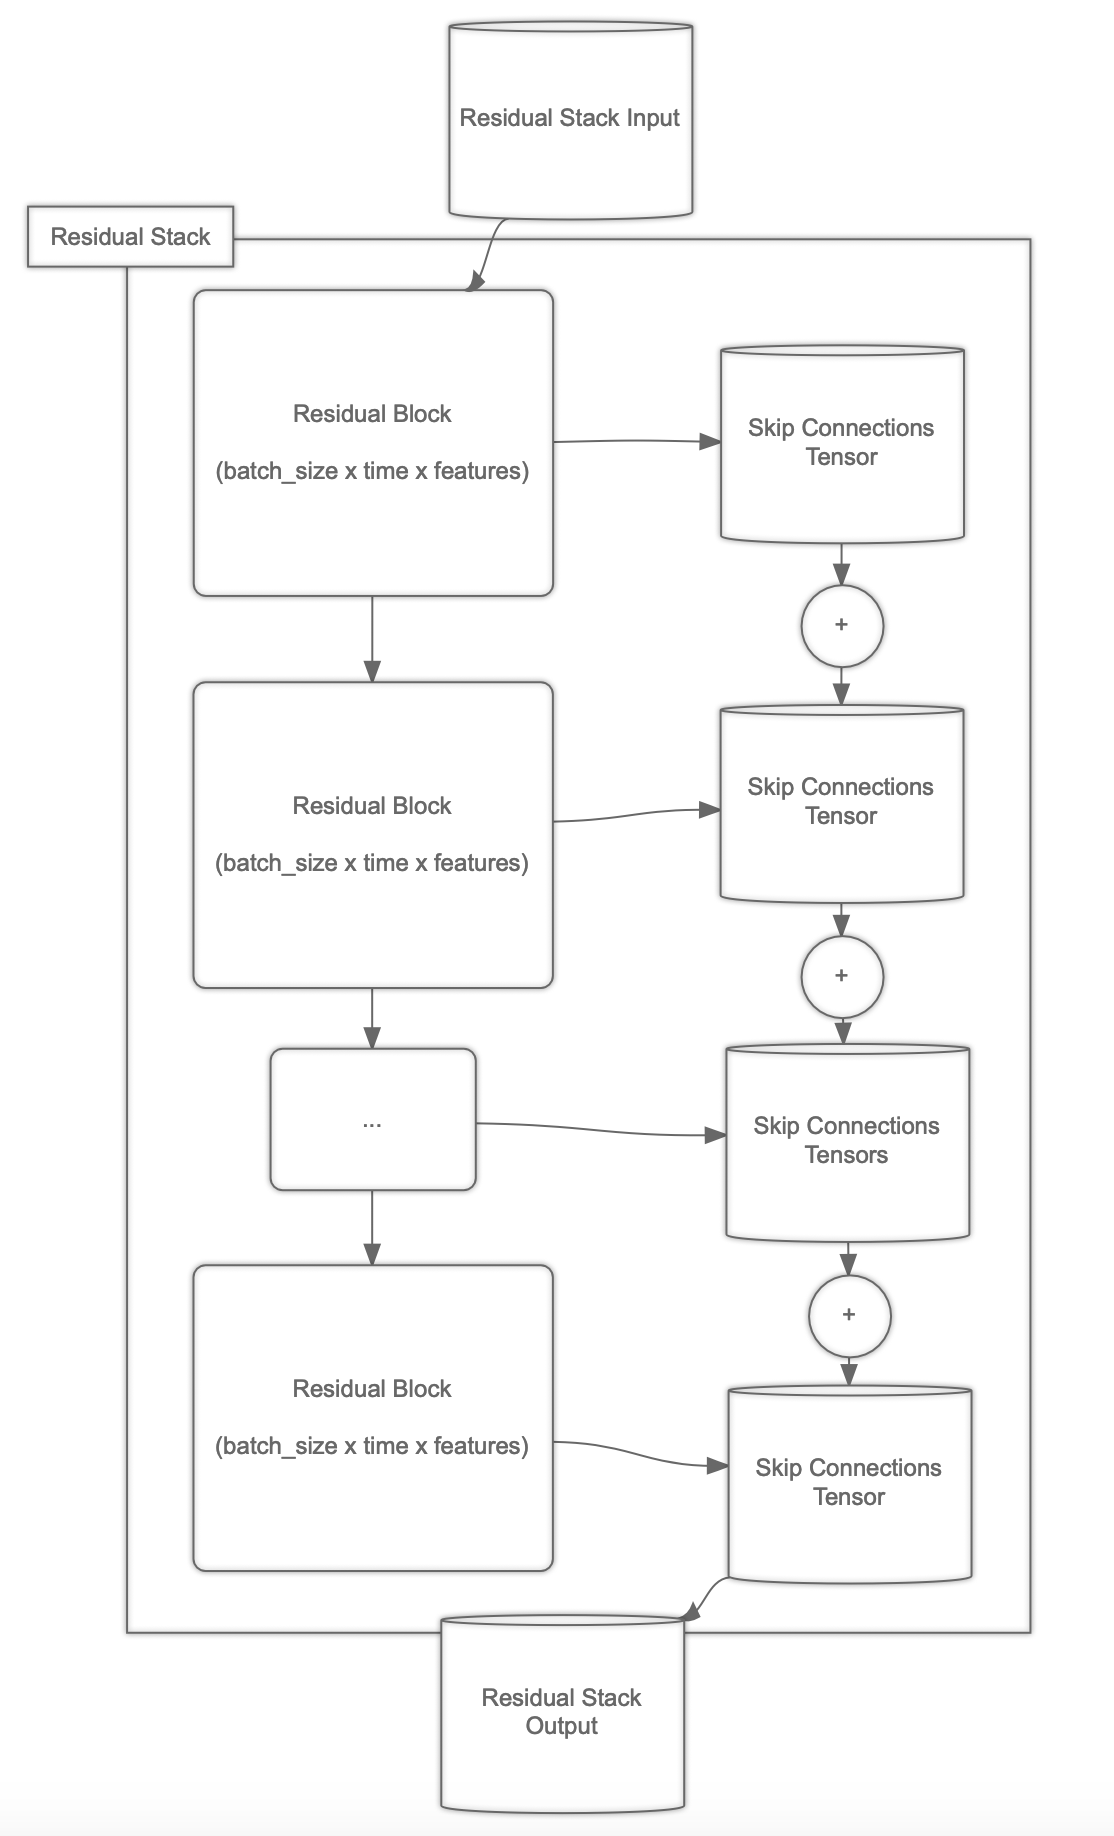 Residual Stack Input
Residual Stack
Residual Block
(batch_size x time x features)
Skip Connections
Tensor
+
Residual Block
(batch_size x time x features)
Skip Connections
Tensor
+
...
Skip Connections
Tensors
+
Residual Block
(batch_size x time x features)
Skip Connections
Tensor
Residual Stack
Output